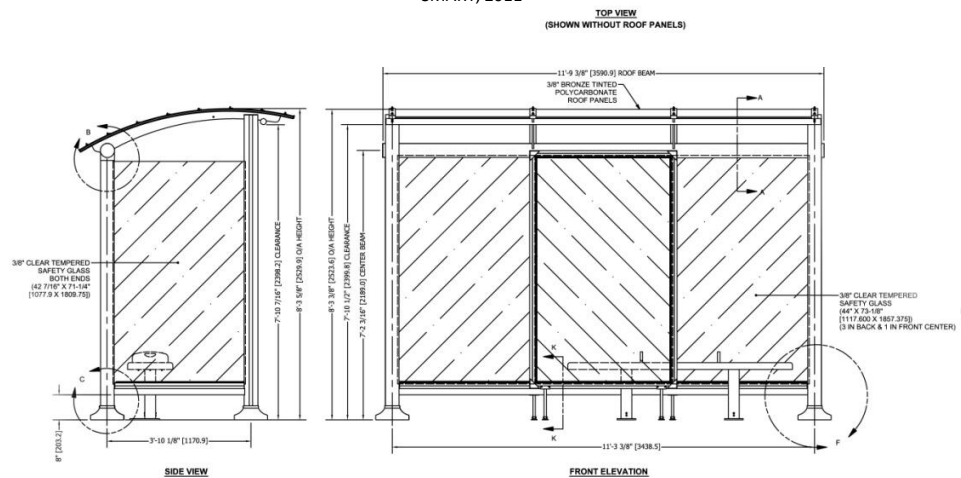 TOP VIEW
(SHOWN WITHOUT ROOF PANELS)
11'-9 3/8" [3590.9] ROOF BEAM
3/8" BRONZE TINTED
POLYCARBONATE
ROOF PANELS
A
A
B
3/8" CLEAR TEMPERED
SAFETY GLASS
BOTH ENDS
(42 7/16" X 71-1/4"
[1077.9 X 1809.75])
7'-10 7/16" [2398.2] CLEARANCE
8'-3 5/8" [2529.9] O/A HEIGHT
8'-3 3/8" [2523.6] O/A HEIGHT
7'-10 1/2" [2399.8] CLEARANCE
7'-2 3/16" [2189.0] CENTER BEAM
3/8" CLEAR TEMPERED
SAFETY GLASS
(44" X 73-1/8"
[1117.600 X 1857.375])
(3 IN BACK & 1 IN FRONT CENTER)
C
K
K
F
8" [203.2]
3'-10 1/8" [1170.9]
11'-3 3/8" [3438.5]
SIDE VIEW
FRONT ELEVATION